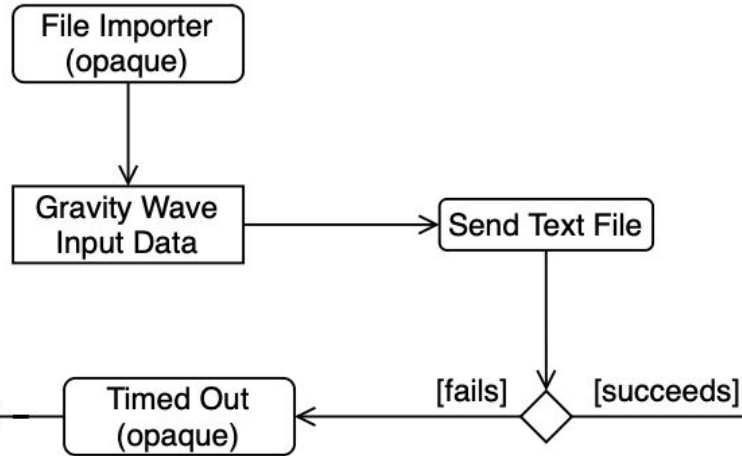 File Importer
(opaque)
Gravity Wave
Input Data
Send Text File
[fails]
[succeeds]
Timed Out
(opaque)